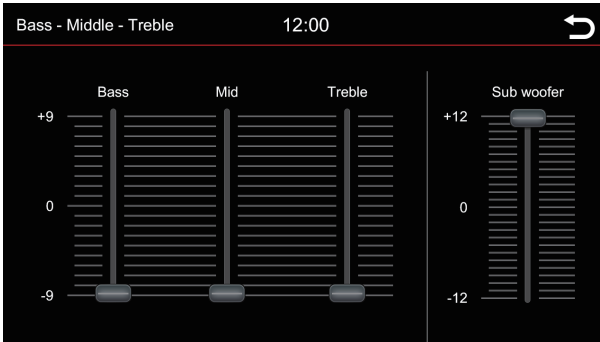 Bass - Middle - Treble 12:00
Bass Mid Treble Sub woofer
+9 +12
0 0
-9 -12